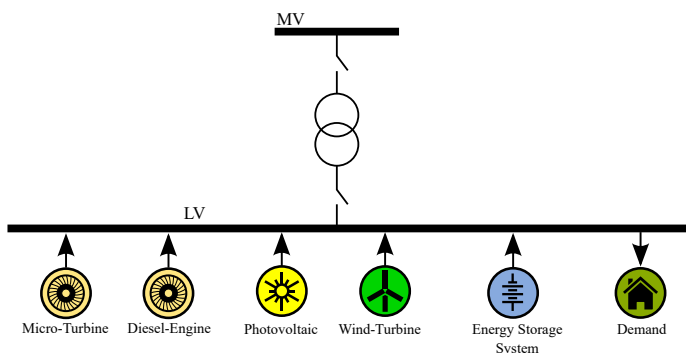 MV
LV
Micro-Turbine
Diesel-Engine
Photovoltaic
Wind-Turbine
Energy Storage
System
Demand